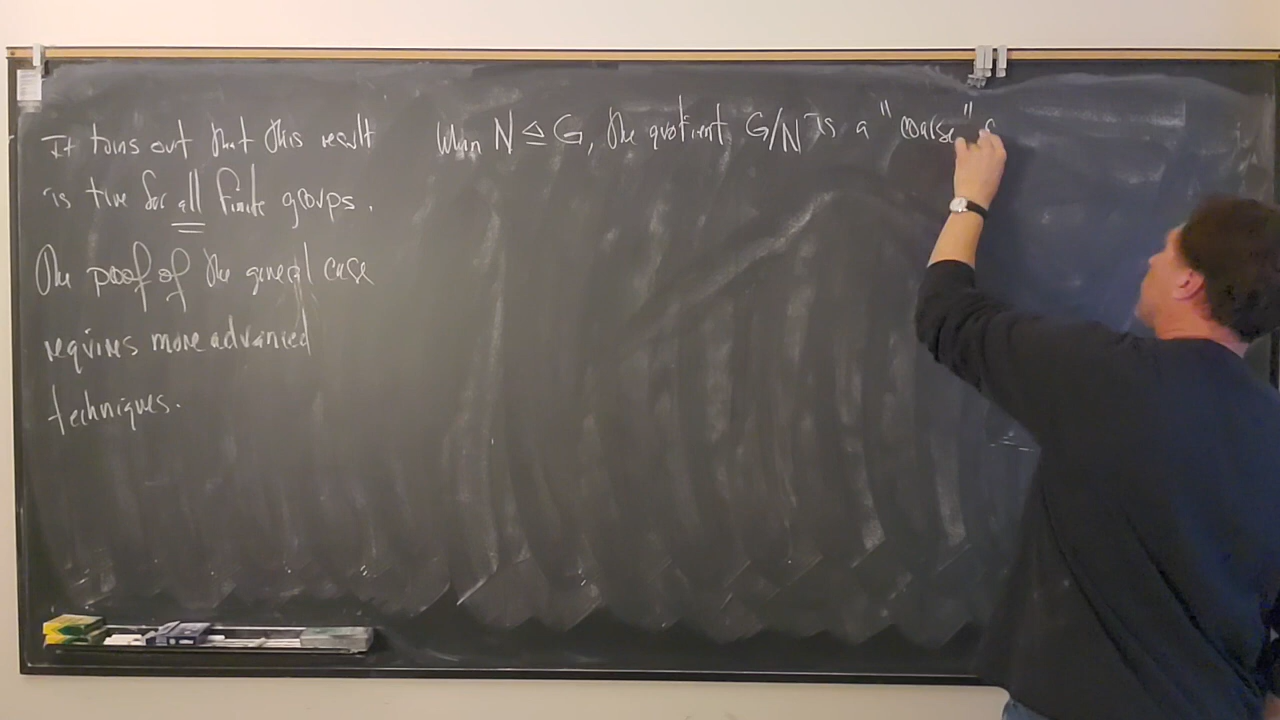 It turns out that this result
is true for all finite groups.
The proof of the general case
requires more advanced
techniques.
When N ⊴ G, the quotient G/N is a "coarse"